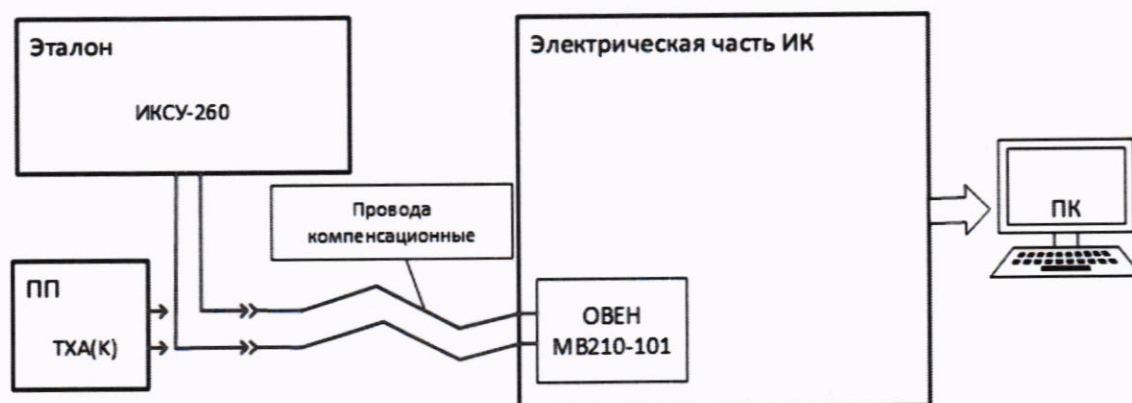 Эталон
ИКСУ-260
Электрическая часть ИК
Провода
компенсационные
ПК
ПП
ТХА(К)
ОВЕН
МВ210-101